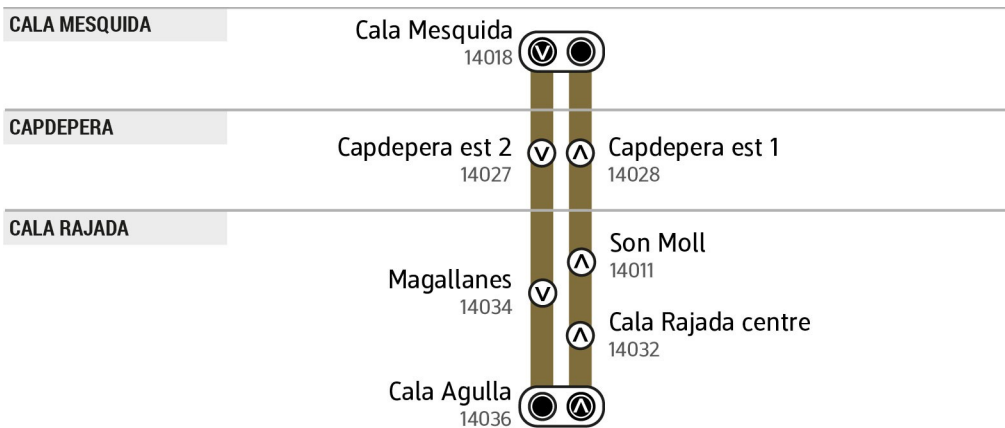 CALA MESQUIDA
Cala Mesquida
14018
CAPDEPERA
Capdepera est 2
14027
Capdepera est 1
14028
CALA RAJADA
Son Moll
14011
Magallanes
14034
Cala Rajada centre
14032
Cala Agulla
14036